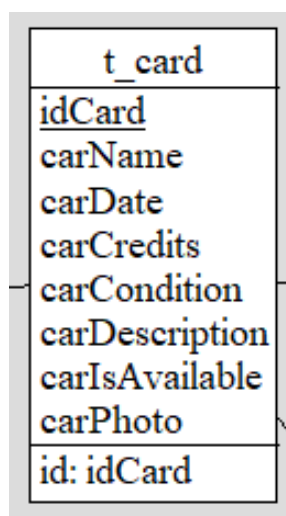 t_card
idCard
carName
carDate
carCredits
carCondition
carDescription
carIsAvailable
carPhoto
id: idCard